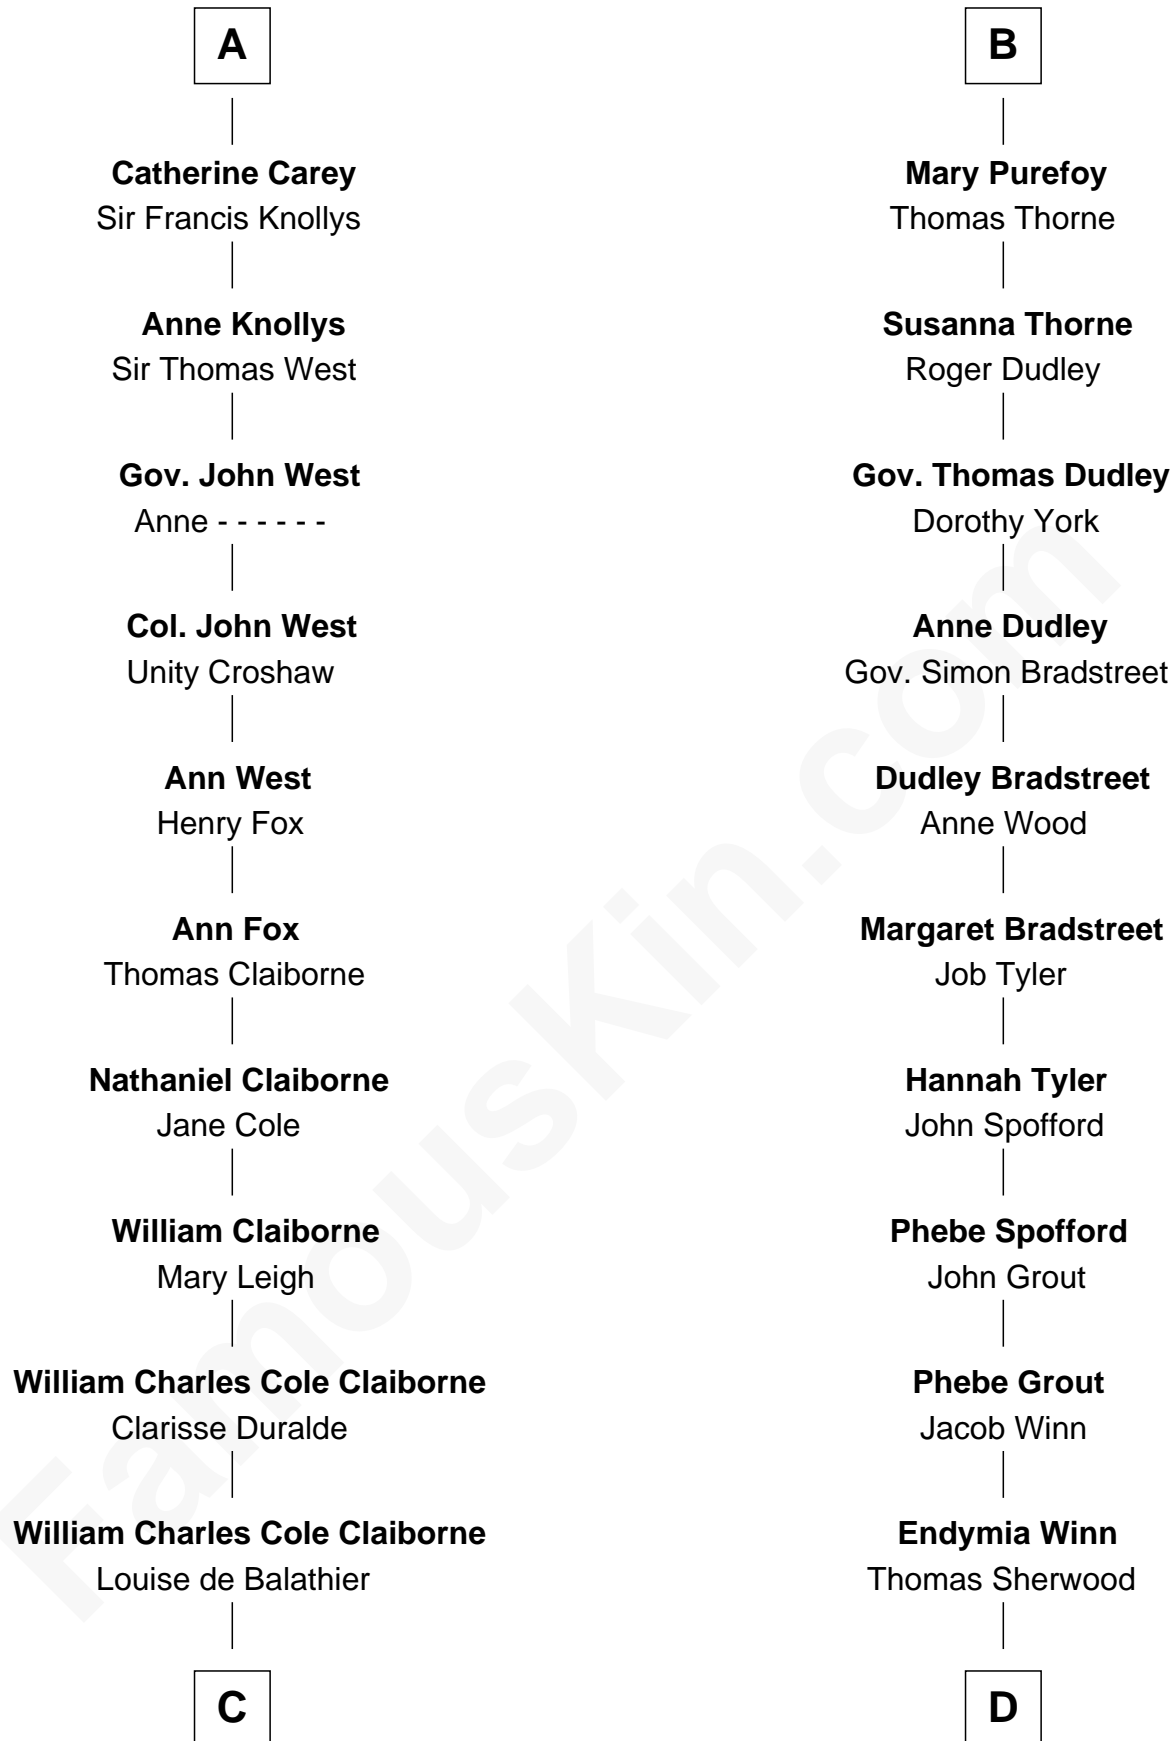 A
Catherine Carey
Sir Francis Knollys
Anne Knollys
Sir Thomas West
Gov. John West
Anne - - - - - -
Col. John West
Unity Croshaw
Ann West
Henry Fox
Ann Fox
Thomas Claiborne
Nathaniel Claiborne
Jane Cole
William Claiborne
Mary Leigh
William Charles Cole Claiborne
Clarisse Duralde
William Charles Cole Claiborne
Louise de Balathier
C
B
Mary Purefoy
Thomas Thorne
Susanna Thorne
Roger Dudley
Gov. Thomas Dudley
Dorothy York
Anne Dudley
Gov. Simon Bradstreet
Dudley Bradstreet
Anne Wood
Margaret Bradstreet
Job Tyler
Hannah Tyler
John Spofford
Phebe Spofford
John Grout
Phebe Grout
Jacob Winn
Endymia Winn
Thomas Sherwood
D
FamousKin.com